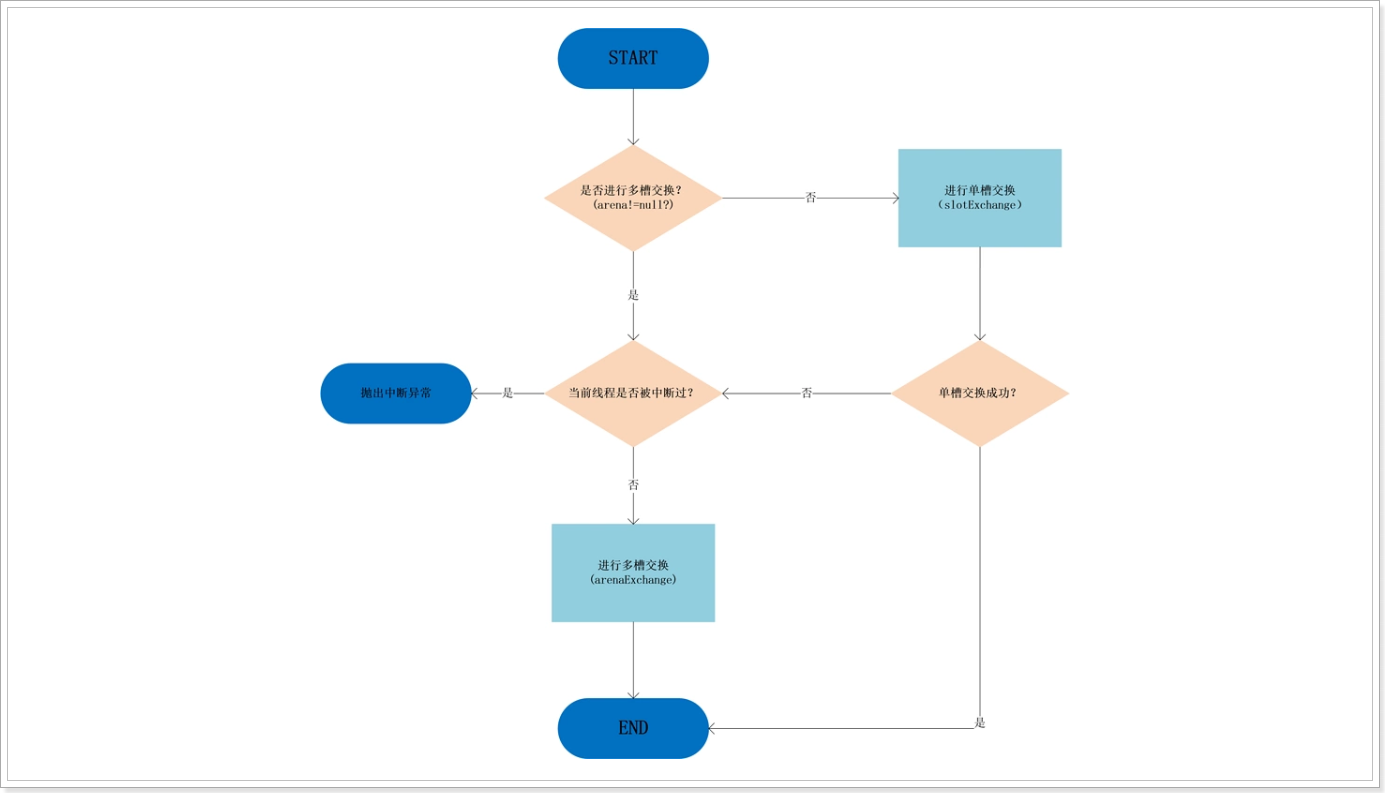 START
是否进行多槽交换?
(arena!=null?)
否
进行单槽交换
（slotExchange）
是
抛出中断异常
是
当前线程是否被中断过?
否
单槽交换成功?
否
进行多槽交换
(arenaExchange)
是
END